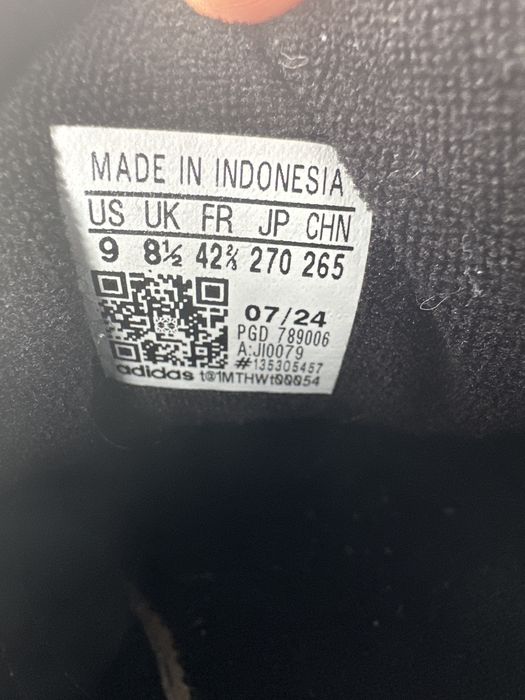 MADE IN INDONESIA
US UK FR JP CHN
9 8½ 42⅔ 270 265
07/24
PGD 789006
A:JI0079
#135305457
adidas t@1MTHWt00054